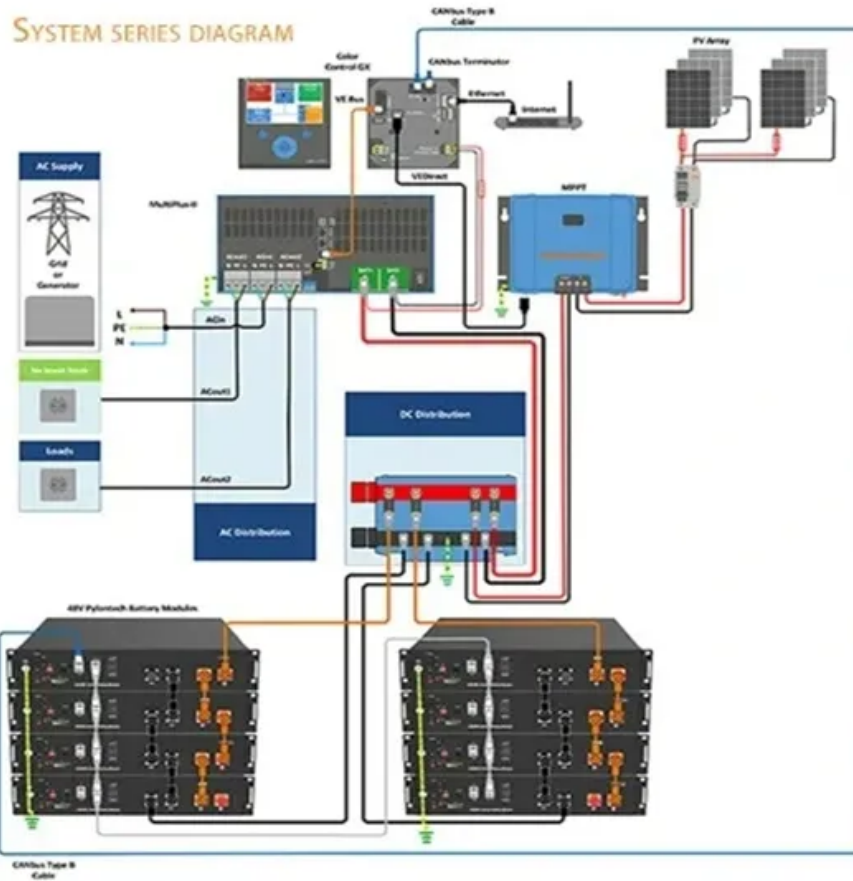 SYSTEM SERIES DIAGRAM
CANbus Type B
Cable
Color
Control GX
CANbus Terminator
PV Array
VE Bus
Ethernet
Internet
AC Supply
VE.Direct
MPPT
MultiPlus-II
Grid
or
Generator
L
PE
N
ACin
ACout1
DC Distribution
Loads
ACout2
AC Distribution
48V Pylontech Battery Modules
CANbus Type B
Cable